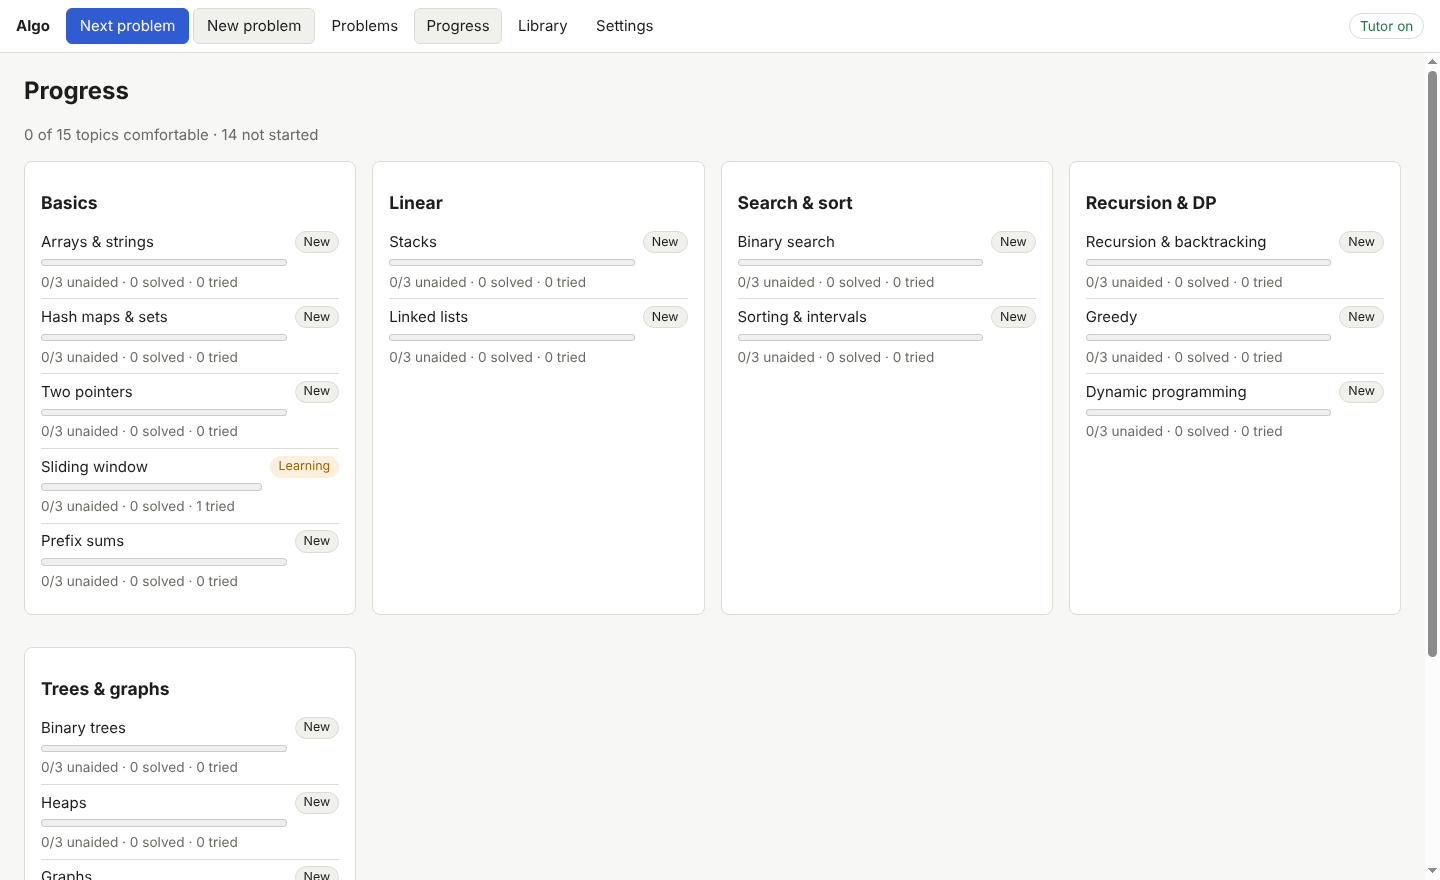 Algo Next problem New problem Problems Progress Library Settings Tutor on
Progress
0 of 15 topics comfortable · 14 not started
Basics
Arrays & strings New
0/3 unaided · 0 solved · 0 tried
Hash maps & sets New
0/3 unaided · 0 solved · 0 tried
Two pointers New
0/3 unaided · 0 solved · 0 tried
Sliding window Learning
0/3 unaided · 0 solved · 1 tried
Prefix sums New
0/3 unaided · 0 solved · 0 tried
Linear
Stacks New
0/3 unaided · 0 solved · 0 tried
Linked lists New
0/3 unaided · 0 solved · 0 tried
Search & sort
Binary search New
0/3 unaided · 0 solved · 0 tried
Sorting & intervals New
0/3 unaided · 0 solved · 0 tried
Recursion & DP
Recursion & backtracking New
0/3 unaided · 0 solved · 0 tried
Greedy New
0/3 unaided · 0 solved · 0 tried
Dynamic programming New
0/3 unaided · 0 solved · 0 tried
Trees & graphs
Binary trees New
0/3 unaided · 0 solved · 0 tried
Heaps New
0/3 unaided · 0 solved · 0 tried
Graphs New